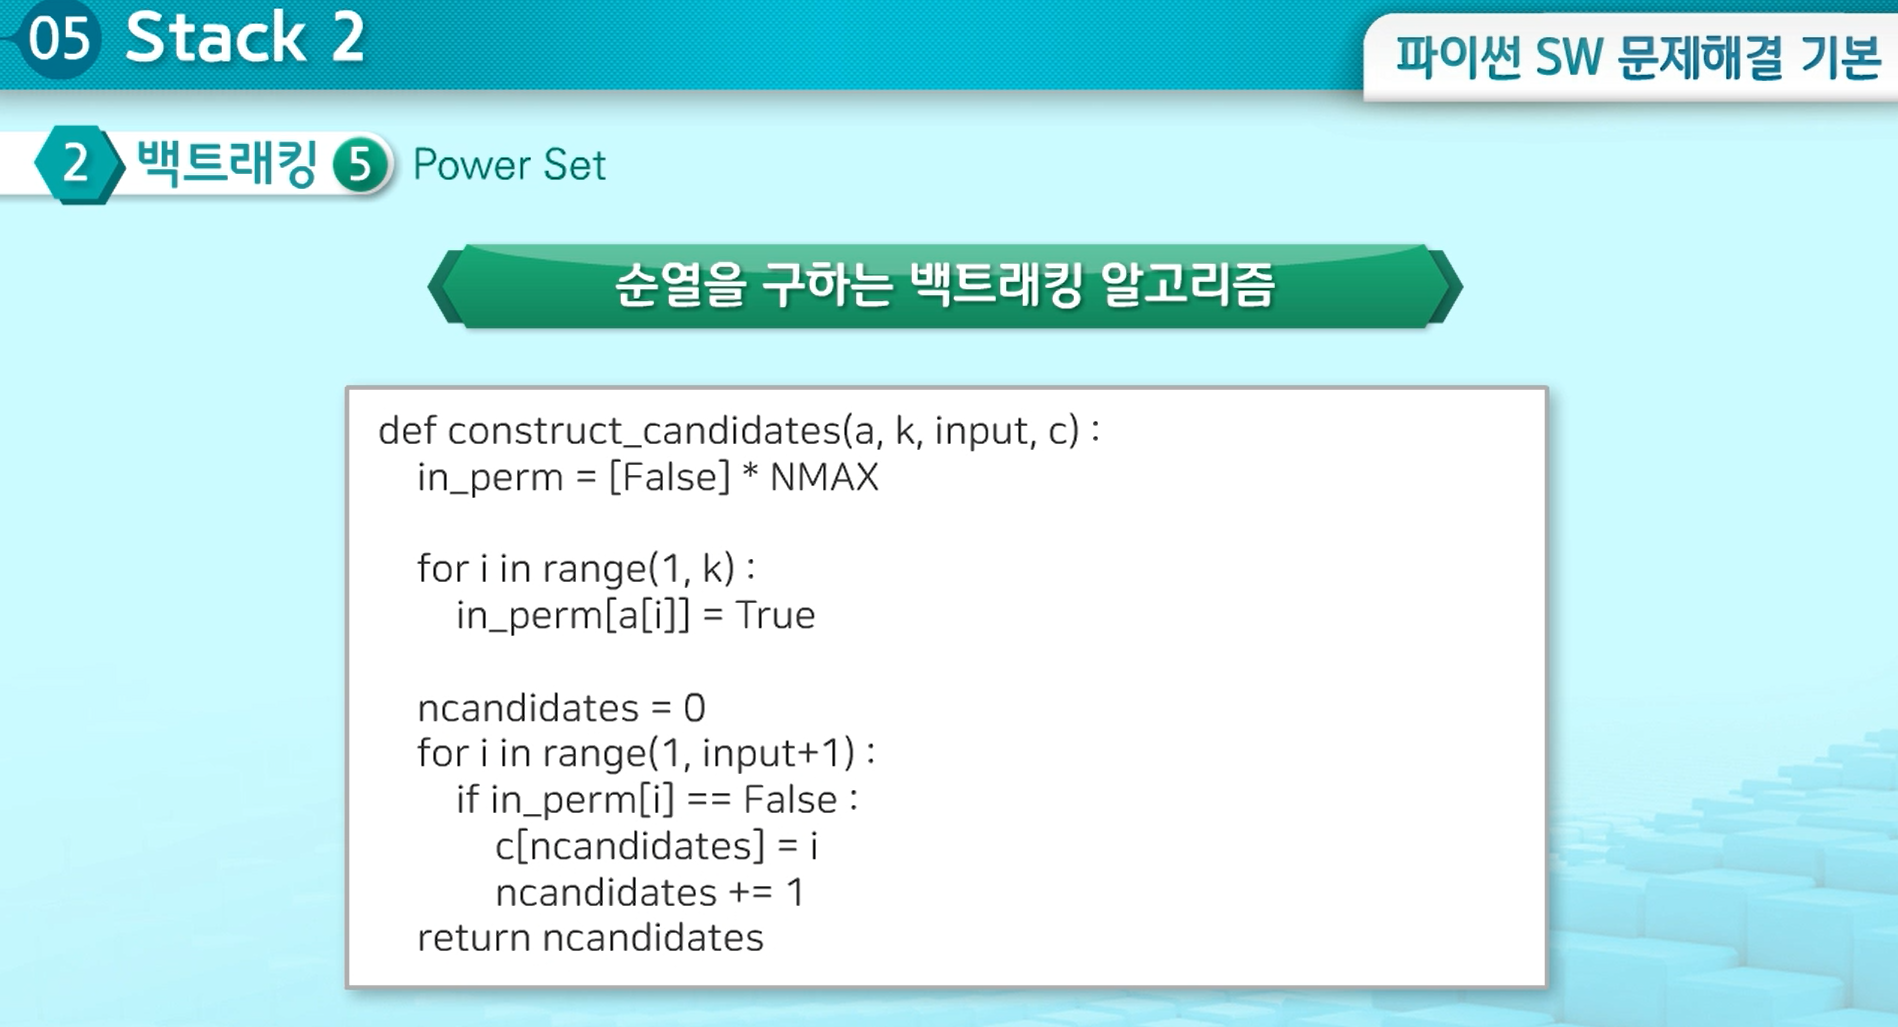 05 Stack 2
파이썬 SW 문제해결 기본
2 백트래킹 5 Power Set
순열을 구하는 백트래킹 알고리즘
def construct_candidates(a, k, input, c) :
in_perm = [False] * NMAX
for i in range(1, k) :
in_perm[a[i]] = True
ncandidates = 0
for i in range(1, input+1) :
if in_perm[i] == False :
c[ncandidates] = i
ncandidates += 1
return ncandidates